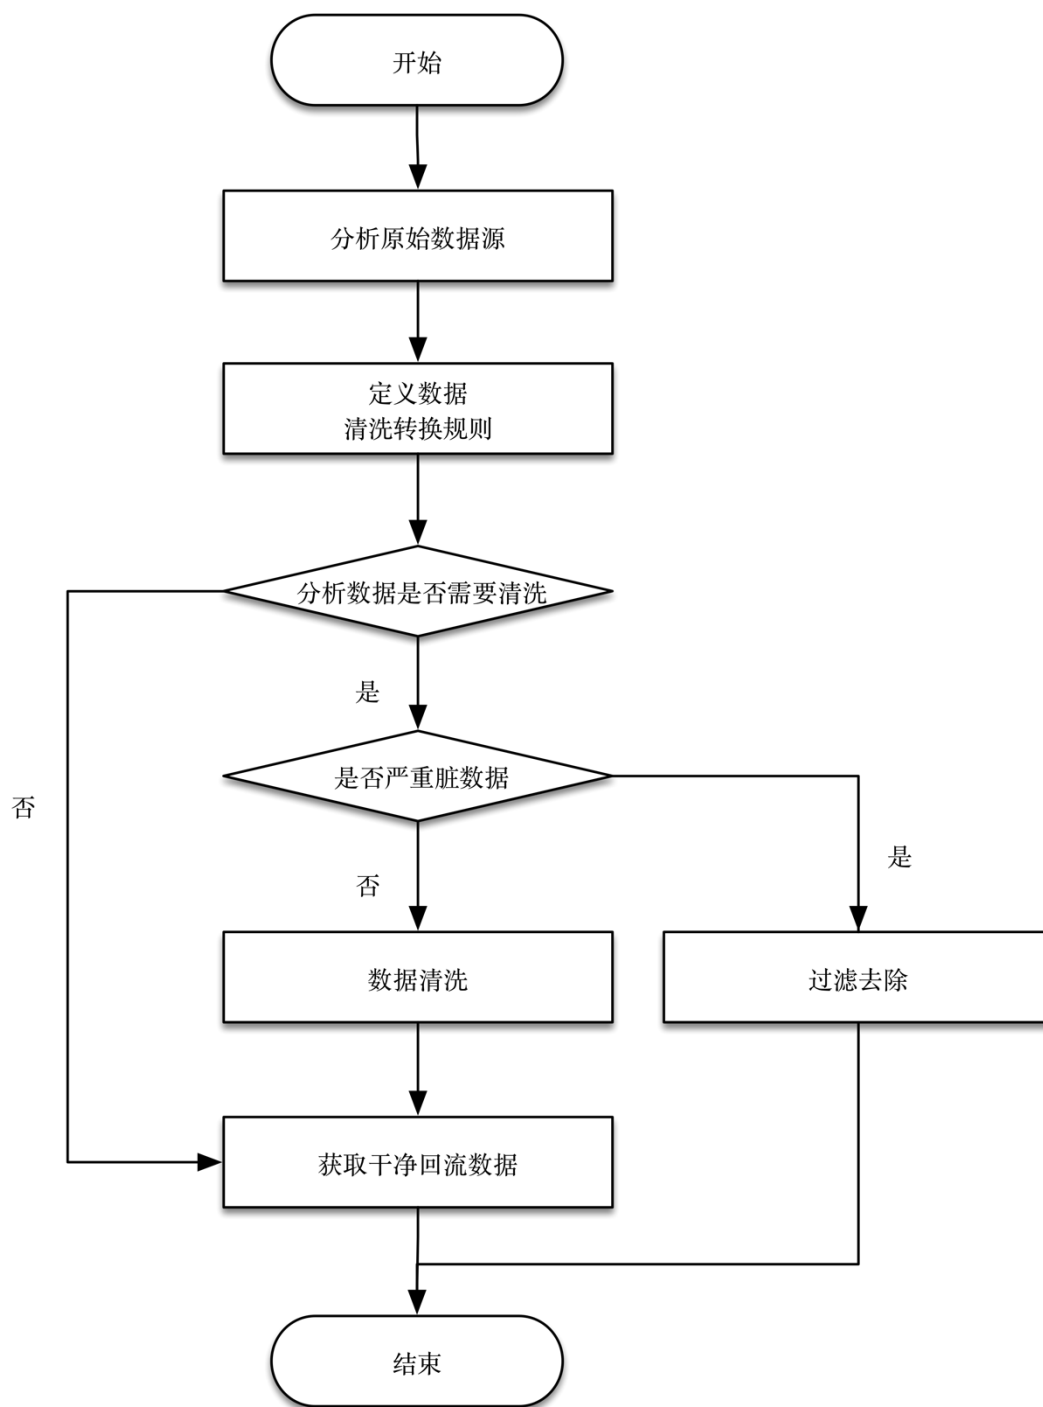 开始
分析原始数据源
定义数据
清洗转换规则
分析数据是否需要清洗
是
是否严重脏数据
否
是
否
数据清洗
过滤去除
获取干净回流数据
结束